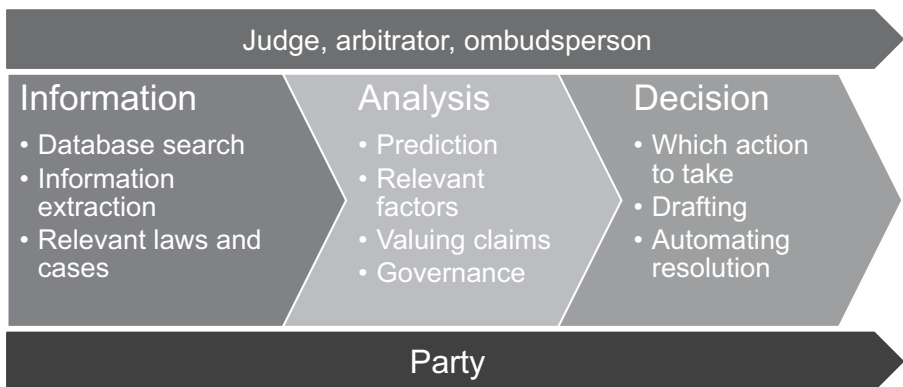 Judge, arbitrator, ombudsperson
Information
• Database search
• Information
extraction
• Relevant laws and
cases
Analysis
• Prediction
• Relevant
factors
• Valuing claims
• Governance
Decision
• Which action
to take
• Drafting
• Automating
resolution
Party